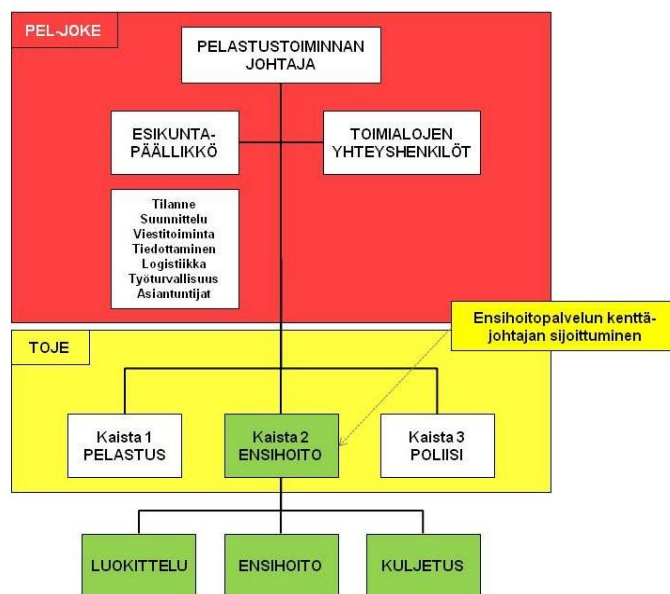 PEL-JOKE
PELASTUSTOIMINNAN
JOHTAJA
ESIKUNTA-
PÄÄLLIKKÖ
TOIMIALOJEN
YHTEYSHENKILÖT
Tilanne
Suunnittelu
Viestitoiminta
Tiedottaminen
Logistiikka
Työturvallisuus
Asiantuntijat
Ensihoitopalvelun kenttä-
johtajan sijoittuminen
TOJE
Kaista 1
PELASTUS
Kaista 2
ENSIHOITO
Kaista 3
POLIISI
LUOKITTELU
ENSIHOITO
KULJETUS